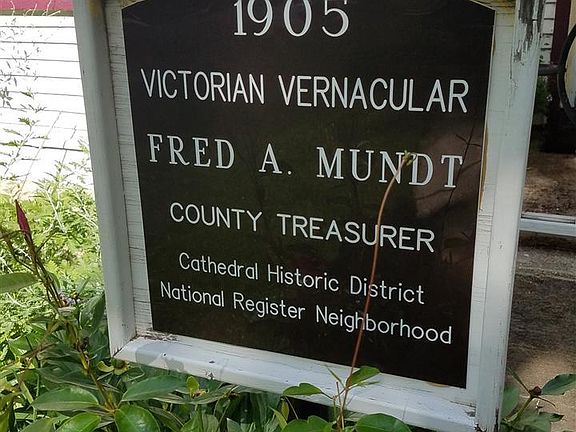 1905
VICTORIAN VERNACULAR
FRED A. MUNDT
COUNTY TREASURER
Cathedral Historic District
National Register Neighborhood